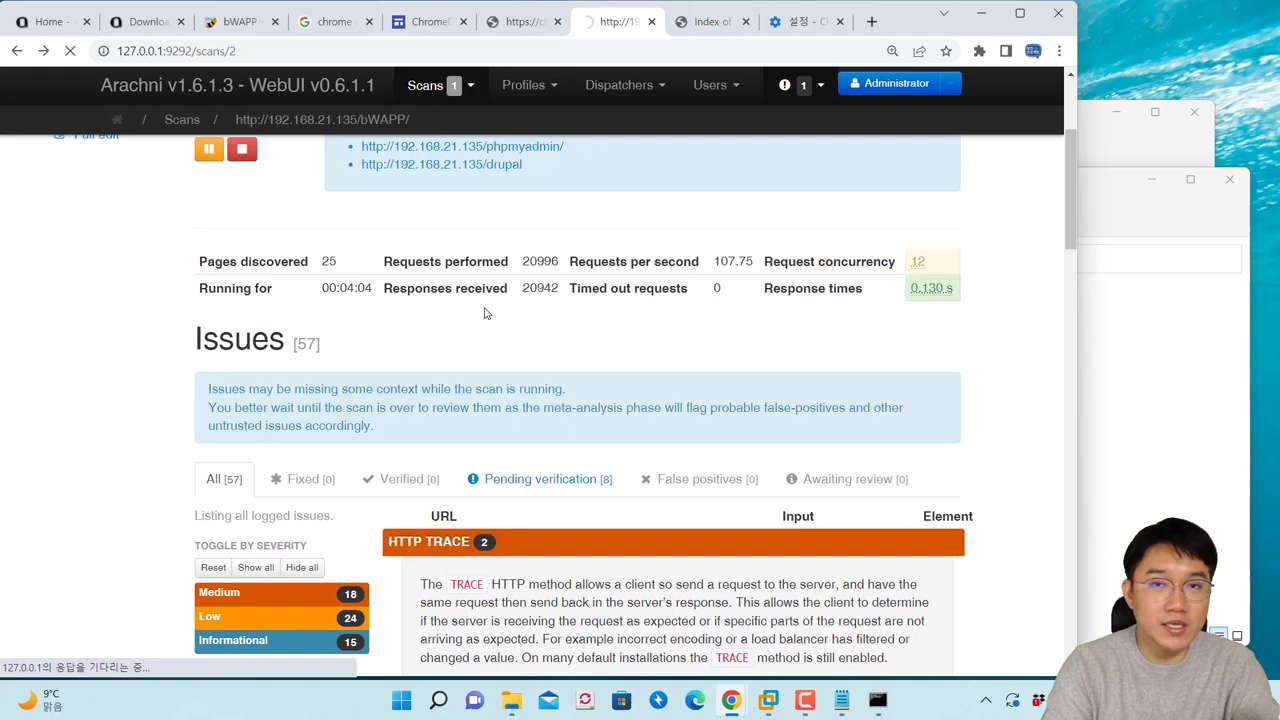 Home -
Downloa
bWAPP -
chrome
ChromeD
https://c
http://19
Index of
설정 - C
127.0.0.1:9292/scans/2
Arachni v1.6.1.3 - WebUI v0.6.1.1
Scans 1
Profiles
Dispatchers
Users
1
Administrator
/ Scans / http://192.168.21.135/bWAPP/
Full edit
http://192.168.21.135/phpmyadmin/
http://192.168.21.135/drupal
Pages discovered 25 Requests performed 20996 Requests per second 107.75 Request concurrency 12
Running for 00:04:04 Responses received 20942 Timed out requests 0 Response times 0.130 s
Issues [57]
Issues may be missing some context while the scan is running.
You better wait until the scan is over to review them as the meta-analysis phase will flag probable false-positives and other
untrusted issues accordingly.
All [57] Fixed [0] Verified [0] Pending verification [8] False positives [0] Awaiting review [0]
Listing all logged issues.
URL Input Element
TOGGLE BY SEVERITY
Reset Show all Hide all
Medium 18
Low 24
Informational 15
HTTP TRACE 2
The TRACE HTTP method allows a client so send a request to the server, and have the
same request then send back in the server's response. This allows the client to determine
if the server is receiving the request as expected or if specific parts of the request are not
arriving as expected. For example incorrect encoding or a load balancer has filtered or
changed a value. On many default installations the TRACE method is still enabled.
127.0.0.1의 응답을 기다리는 중...
9°C
맑음